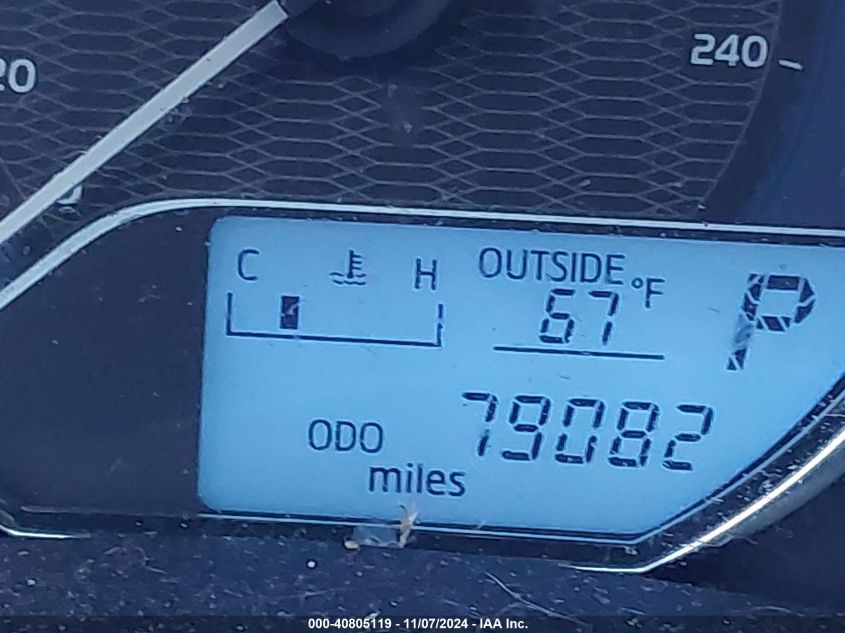 20
240
C H OUTSIDE °F
67
P
ODO 79082
miles
000-40805119 - 11/07/2024 - IAA Inc.